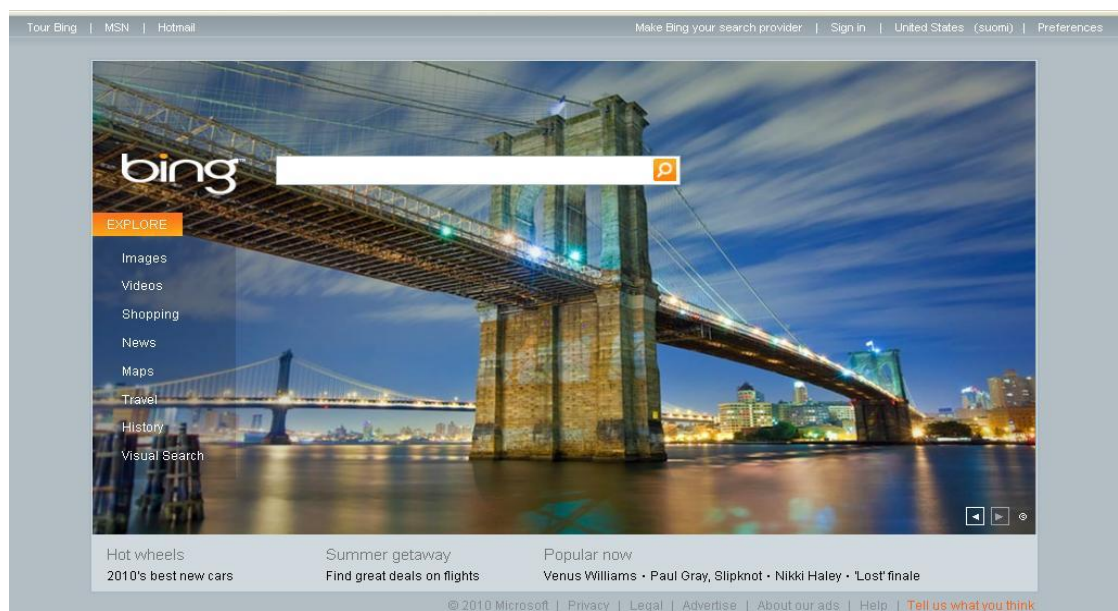 Tour Bing | MSN | Hotmail
Make Bing your search provider | Sign in | United States (suomi) | Preferences
bing™
EXPLORE
Images
Videos
Shopping
News
Maps
Travel
History
Visual Search
Hot wheels
2010's best new cars
Summer getaway
Find great deals on flights
Popular now
Venus Williams · Paul Gray, Slipknot · Nikki Haley · 'Lost' finale
© 2010 Microsoft | Privacy | Legal | Advertise | About our ads | Help | Tell us what you think